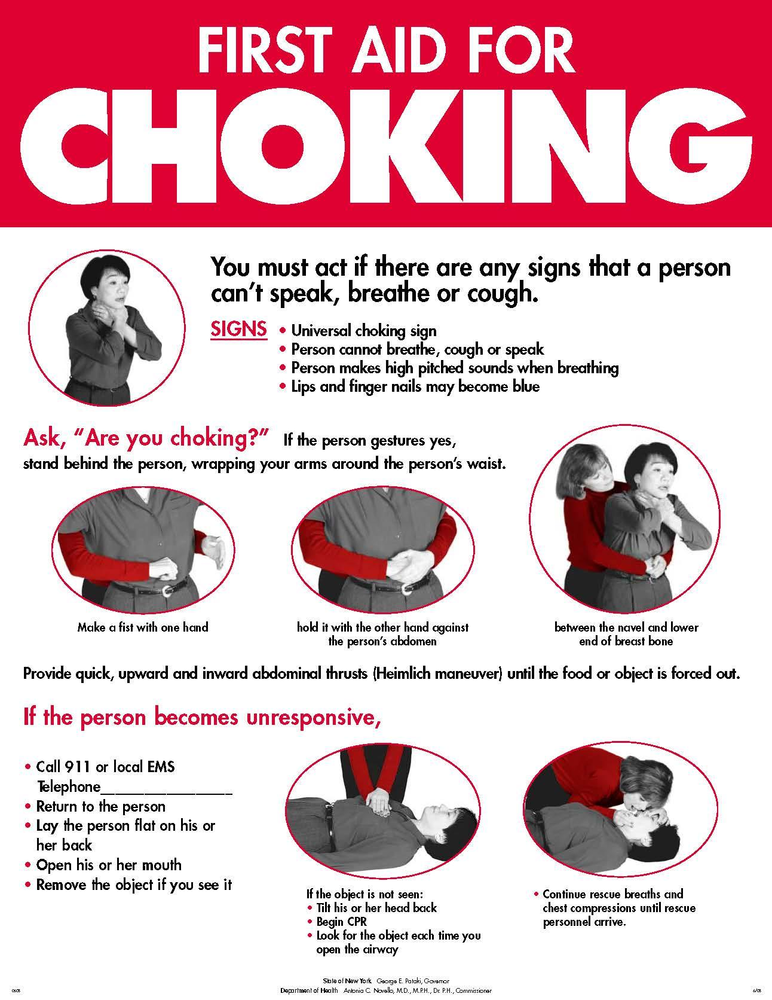 FIRST AID FOR
CHOKING
You must act if there are any signs that a person
can't speak, breathe or cough.
SIGNS
• Universal choking sign
• Person cannot breathe, cough or speak
• Person makes high pitched sounds when breathing
• Lips and finger nails may become blue
Ask, "Are you choking?" If the person gestures yes,
stand behind the person, wrapping your arms around the person's waist.
Make a fist with one hand
hold it with the other hand against
the person's abdomen
between the navel and lower
end of breast bone
Provide quick, upward and inward abdominal thrusts (Heimlich maneuver) until the food or object is forced out.
If the person becomes unresponsive,
• Call 911 or local EMS
Telephone__________________
• Return to the person
• Lay the person flat on his or
her back
• Open his or her mouth
• Remove the object if you see it
If the object is not seen:
• Tilt his or her head back
• Begin CPR
• Look for the object each time you
open the airway
• Continue rescue breaths and
chest compressions until rescue
personnel arrive.
State of New York George E. Pataki, Governor
Department of Health Antonia C. Novello, M.D., M.P.H., Dr. P.H., Commissioner